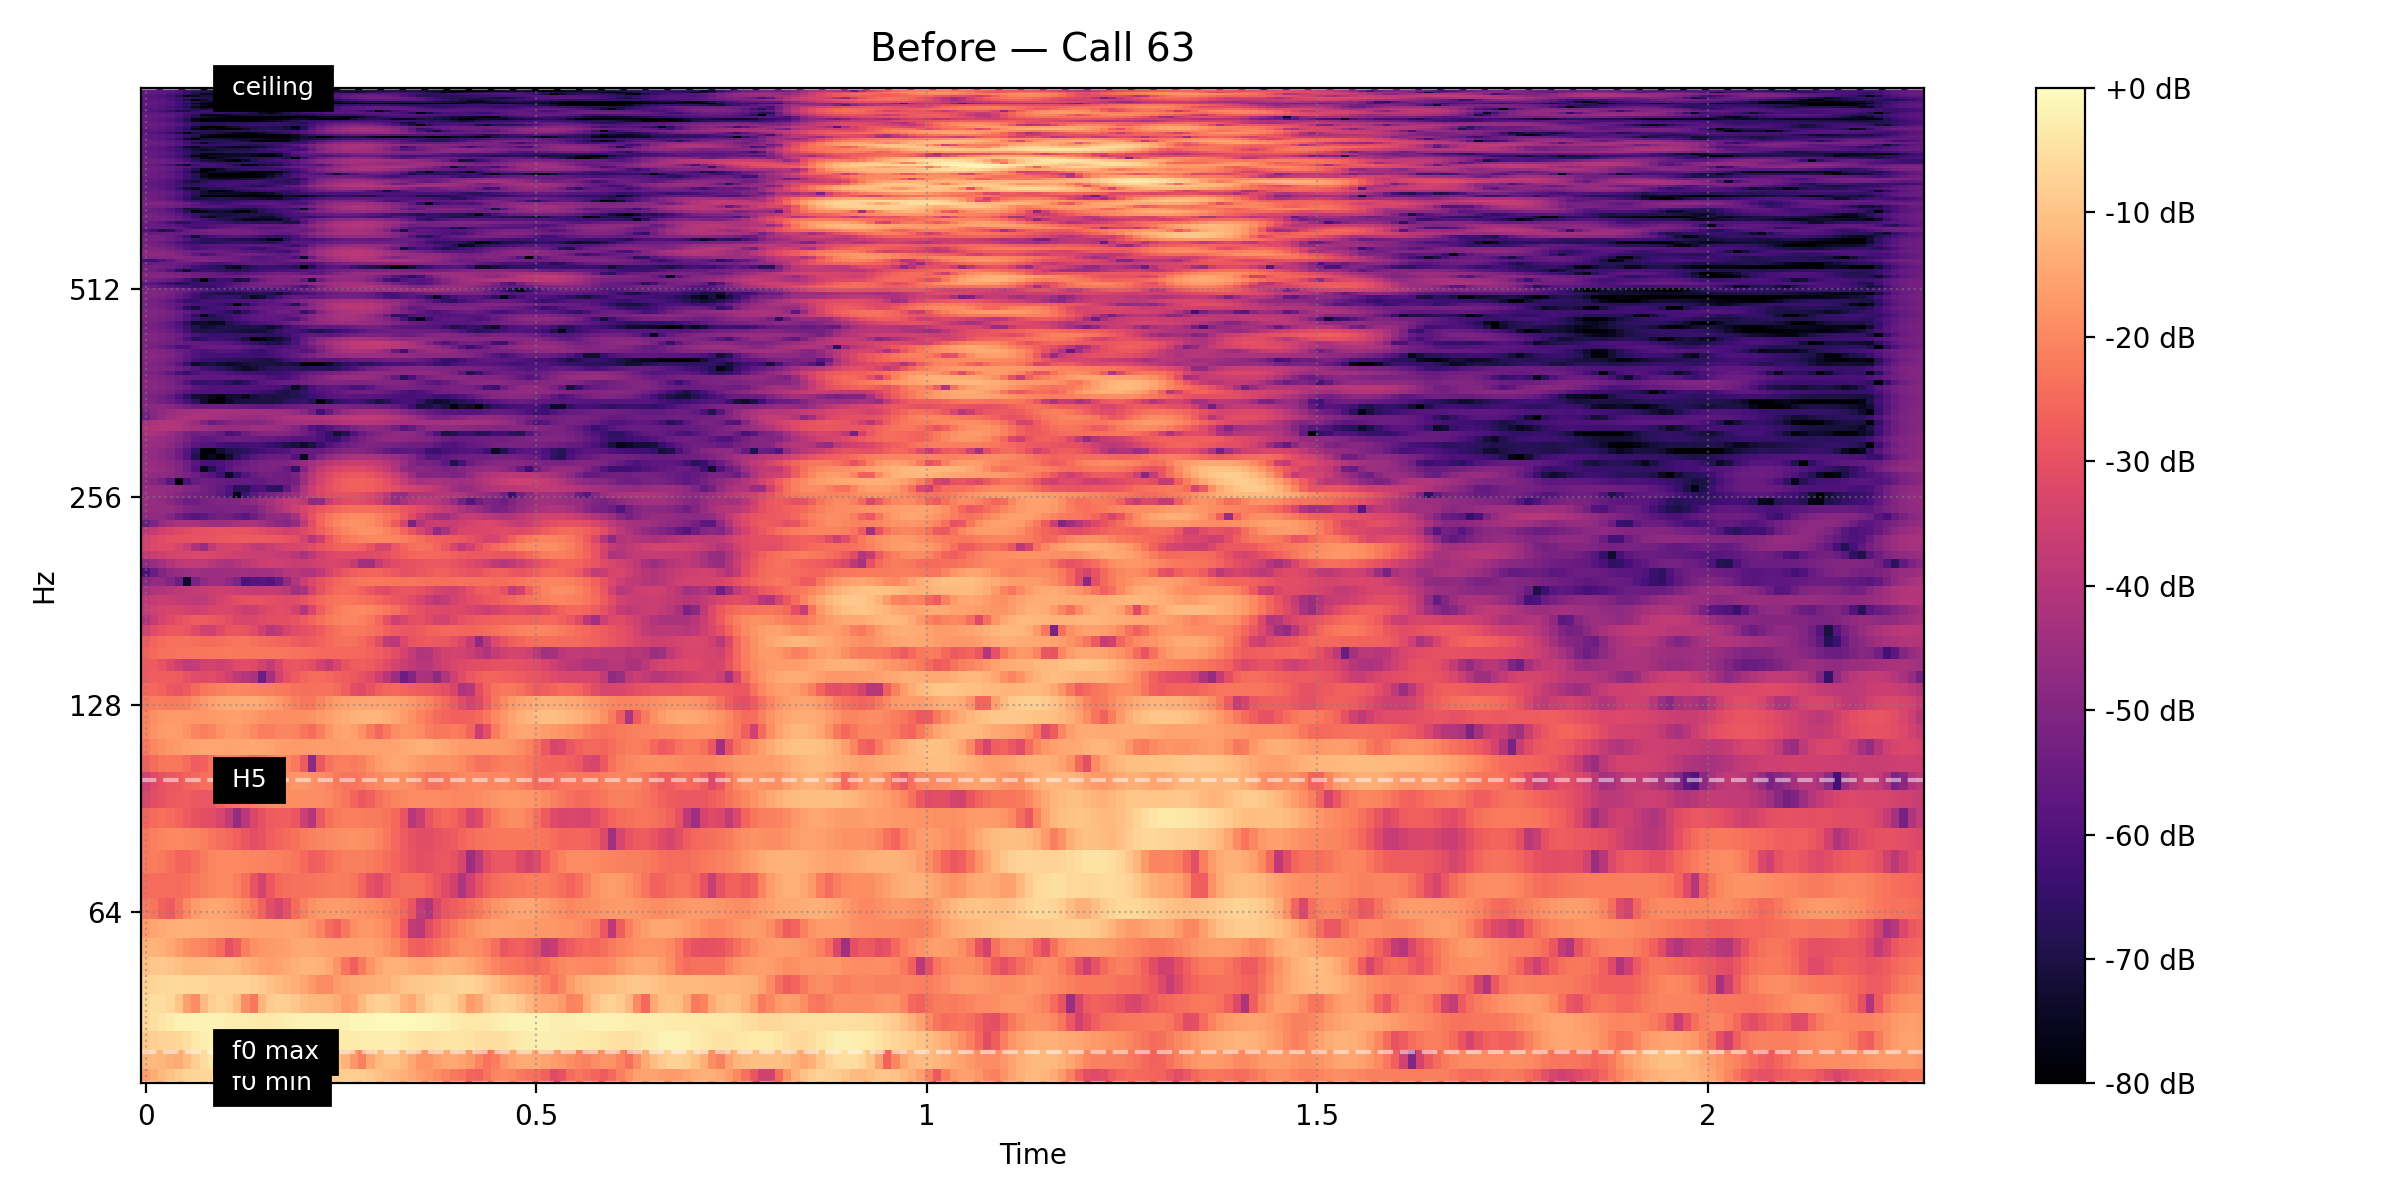 Before — Call 63
ceiling
+0 dB
-10 dB
-20 dB
-30 dB
-40 dB
-50 dB
-60 dB
-70 dB
-80 dB
512
256
128
64
Hz
H5
f0 max
f0 min
0
0.5
1
1.5
2
Time